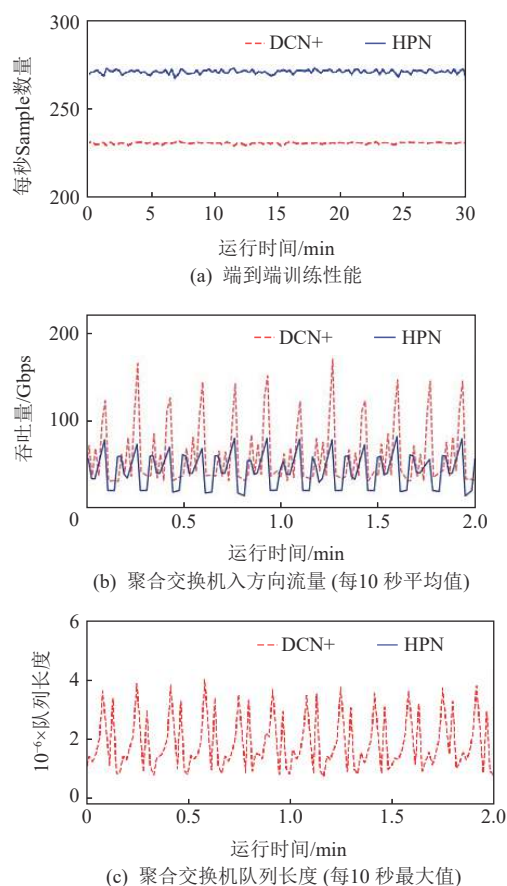 300
DCN+ HPN
每秒Sample数量
250
200
0 5 10 15 20 25 30
运行时间/min
(a) 端到端训练性能
200
DCN+ HPN
吞吐量/Gbps
100
0
0.5 1.0 1.5 2.0
运行时间/min
(b) 聚合交换机入方向流量 (每10 秒平均值)
6
DCN+ HPN
10⁻⁶×队列长度
4
2
0
0 0.5 1.0 1.5 2.0
运行时间/min
(c) 聚合交换机队列长度 (每10 秒最大值)